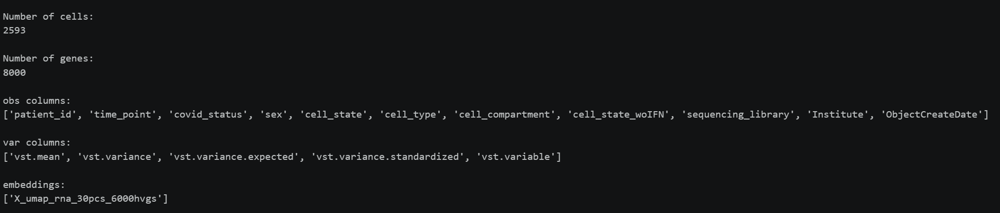 Number of cells:
2593
Number of genes:
8000
obs columns:
['patient_id', 'time_point', 'covid_status', 'sex', 'cell_state', 'cell_type', 'cell_compartment', 'cell_state_woIFN', 'sequencing_library', 'Institute', 'ObjectCreateDate']
var columns:
['vst.mean', 'vst.variance', 'vst.variance.expected', 'vst.variance.standardized', 'vst.variable']
embeddings:
['X_umap_rna_30pcs_6000hvgs']